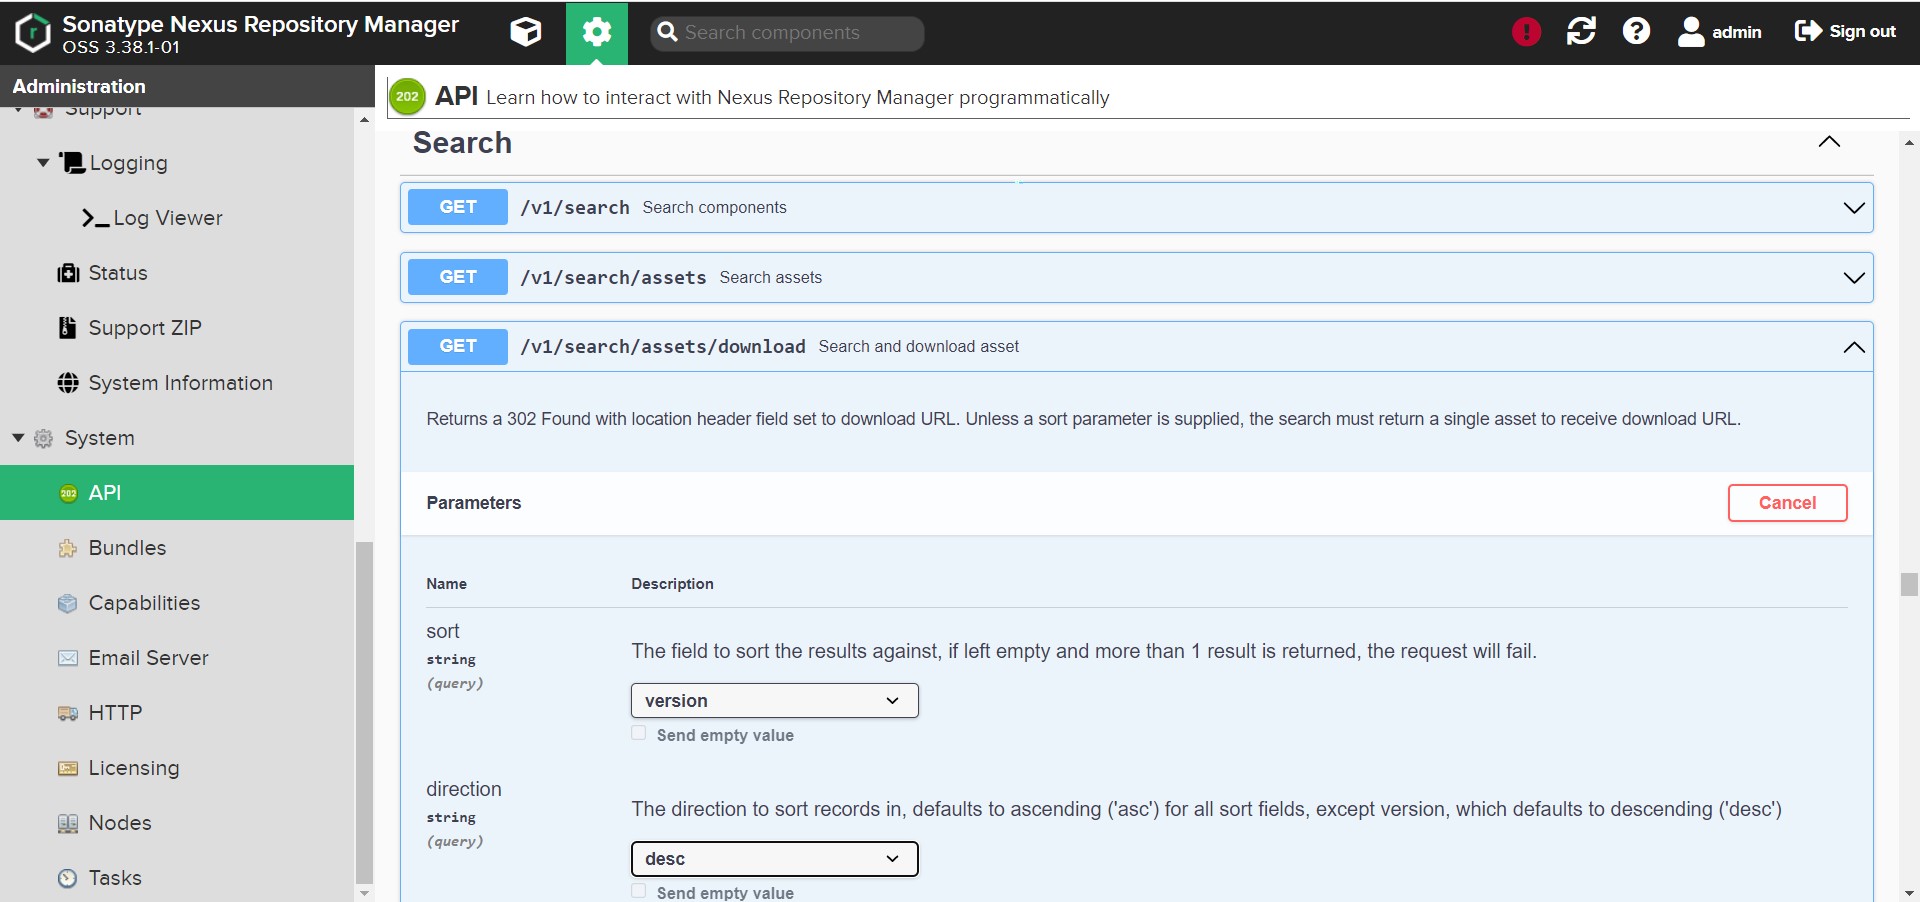 Sonatype Nexus Repository Manager
OSS 3.38.1-01
Search components
admin
Sign out
Administration
Support
Logging
Log Viewer
Status
Support ZIP
System Information
System
202 API
Bundles
Capabilities
Email Server
HTTP
Licensing
Nodes
Tasks
202 API Learn how to interact with Nexus Repository Manager programmatically
Search
GET /v1/search Search components
GET /v1/search/assets Search assets
GET /v1/search/assets/download Search and download asset
Returns a 302 Found with location header field set to download URL. Unless a sort parameter is supplied, the search must return a single asset to receive download URL.
Parameters Cancel
Name Description
sort
string
(query)
The field to sort the results against, if left empty and more than 1 result is returned, the request will fail.
version
Send empty value
direction
string
(query)
The direction to sort records in, defaults to ascending ('asc') for all sort fields, except version, which defaults to descending ('desc')
desc
Send empty value